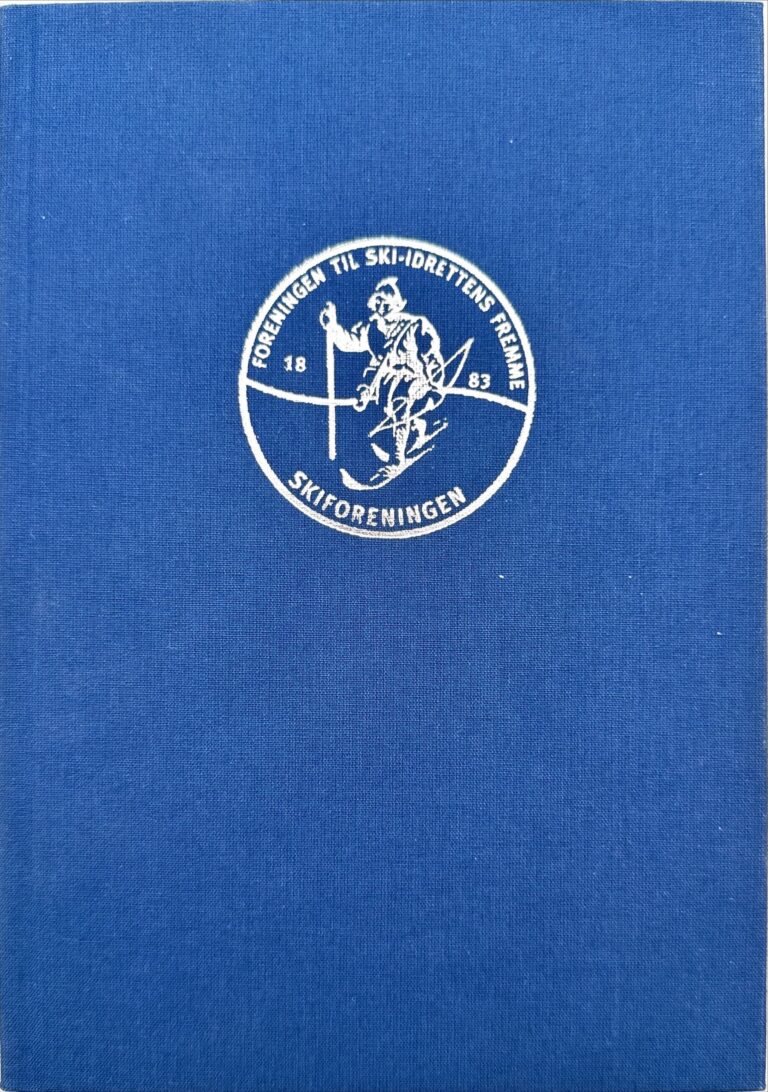 FORENINGEN TIL SKI-IDRETTENS FREMME
18 83
SKIFORENINGEN